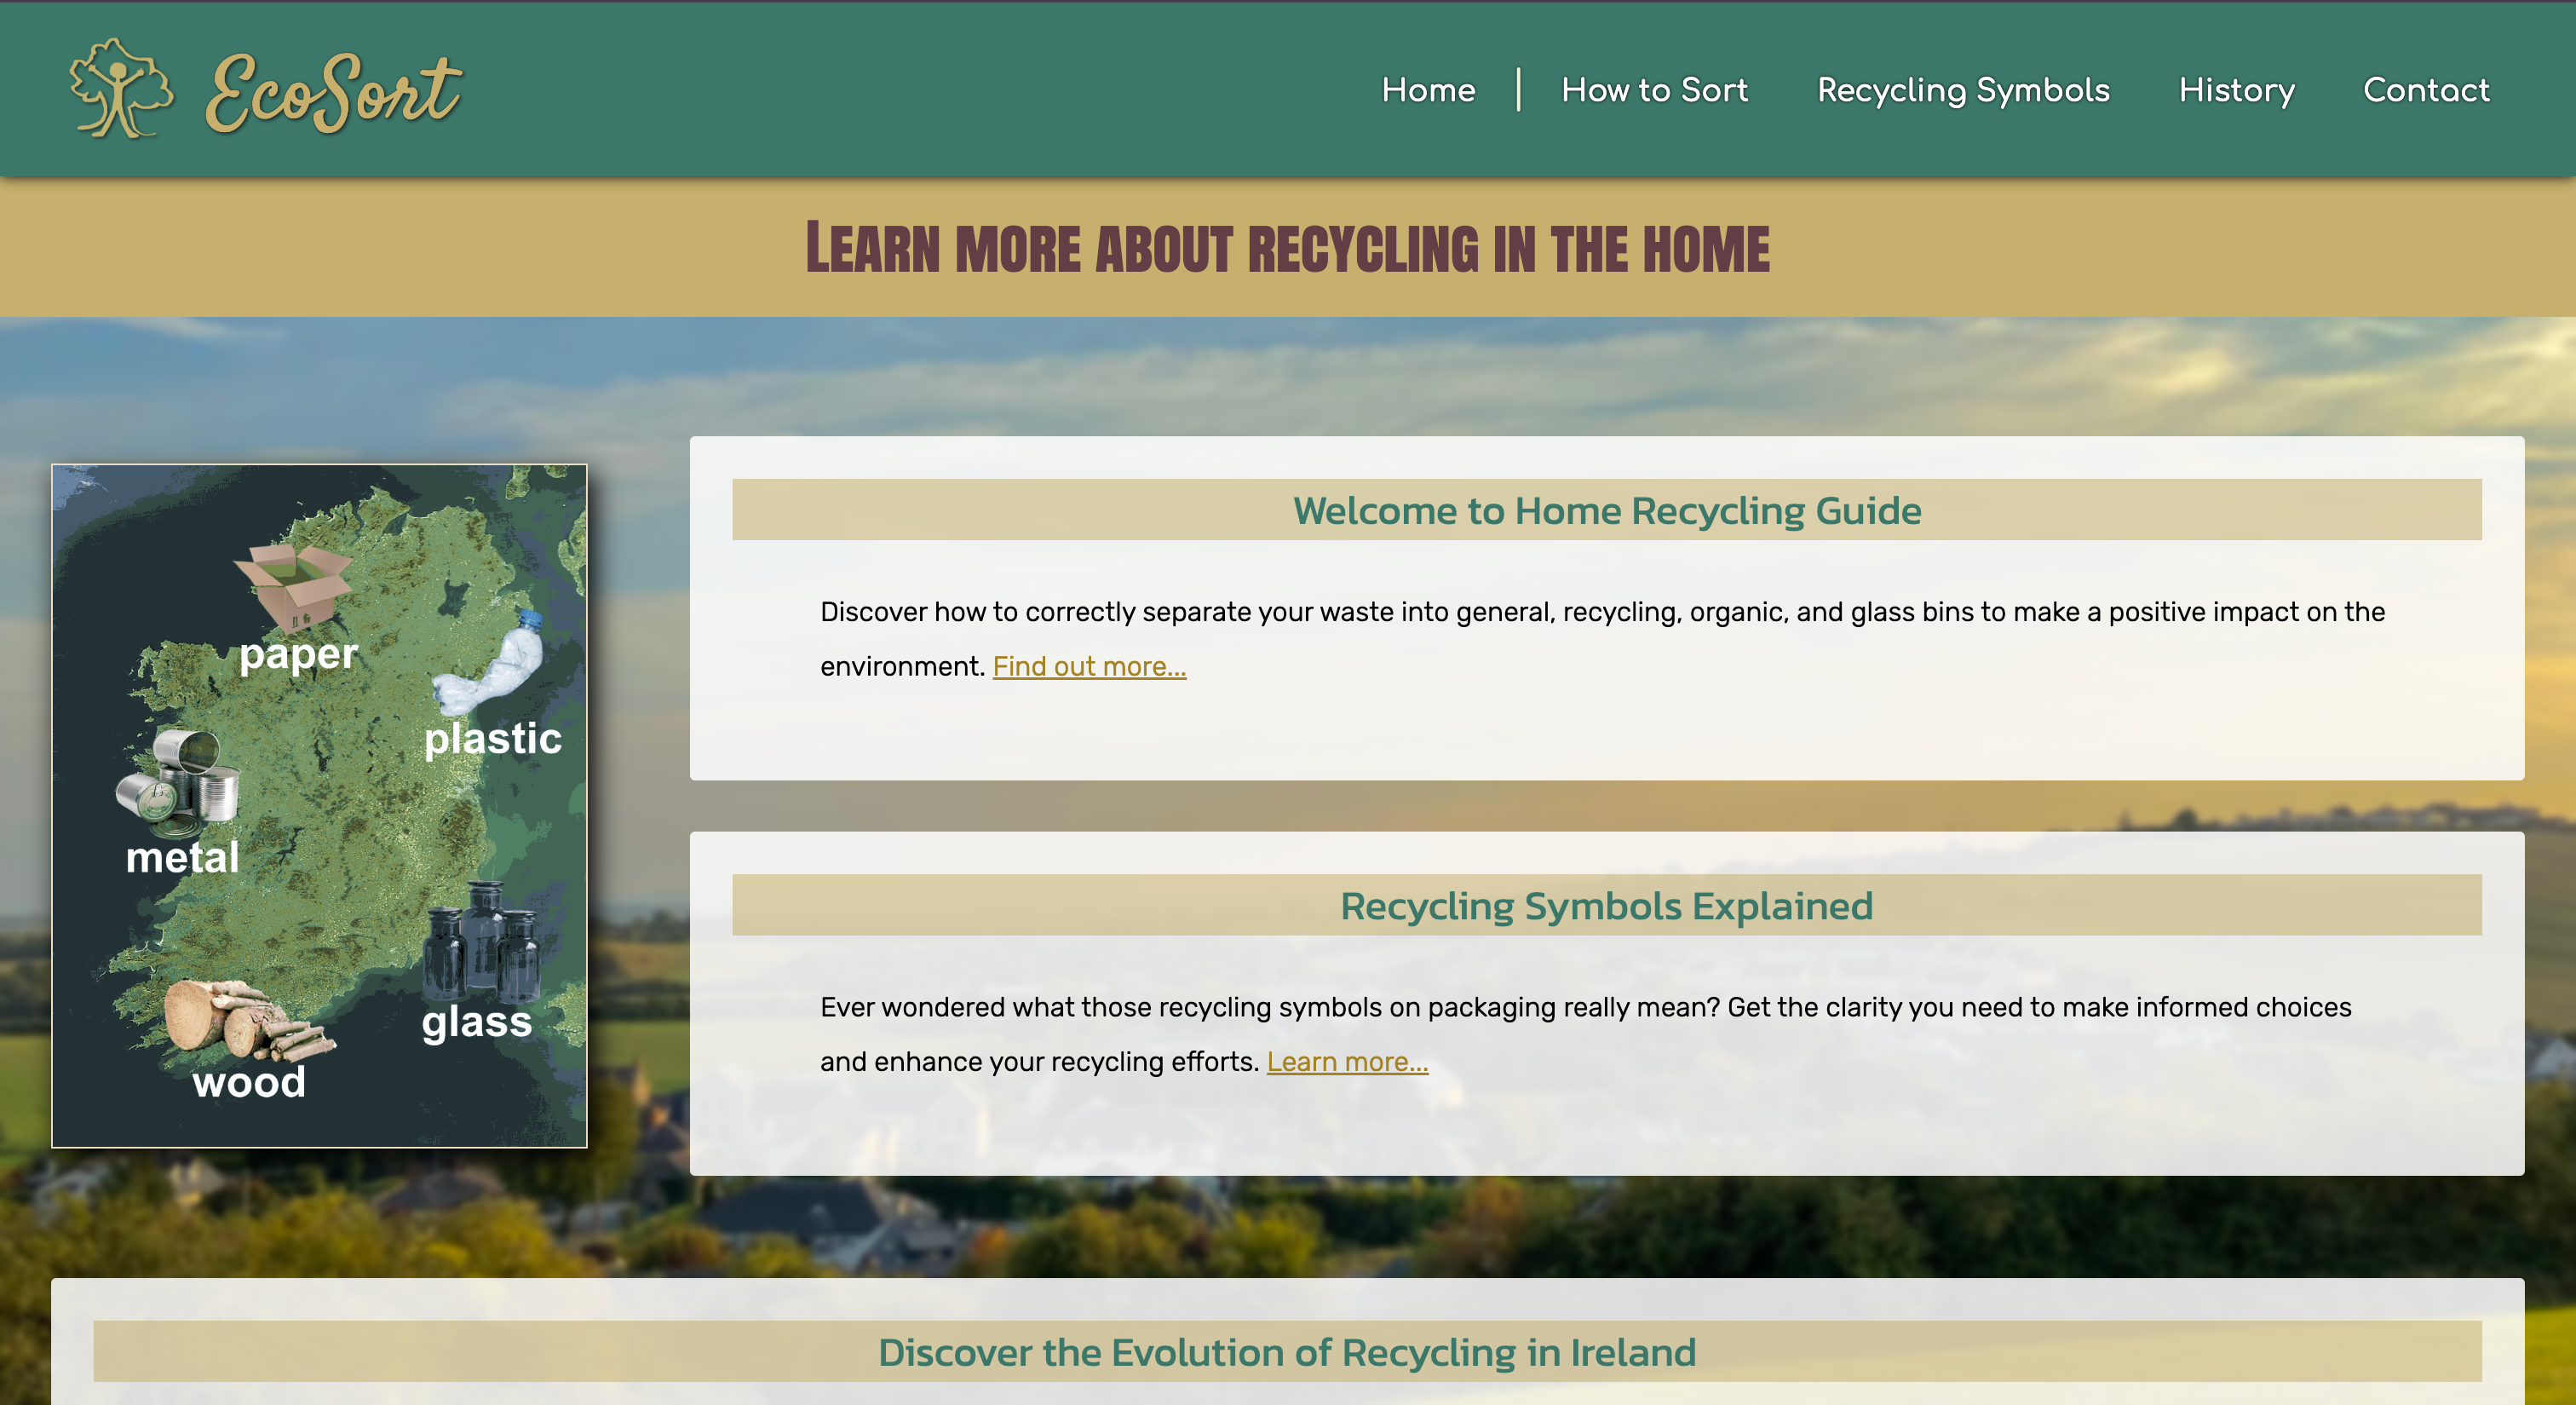 EcoSort
Home
How to Sort
Recycling Symbols
History
Contact
Learn more about recycling in the home
paper
plastic
metal
glass
wood
Welcome to Home Recycling Guide
Discover how to correctly separate your waste into general, recycling, organic, and glass bins to make a positive impact on the
environment. Find out more...
Recycling Symbols Explained
Ever wondered what those recycling symbols on packaging really mean? Get the clarity you need to make informed choices
and enhance your recycling efforts. Learn more...
Discover the Evolution of Recycling in Ireland